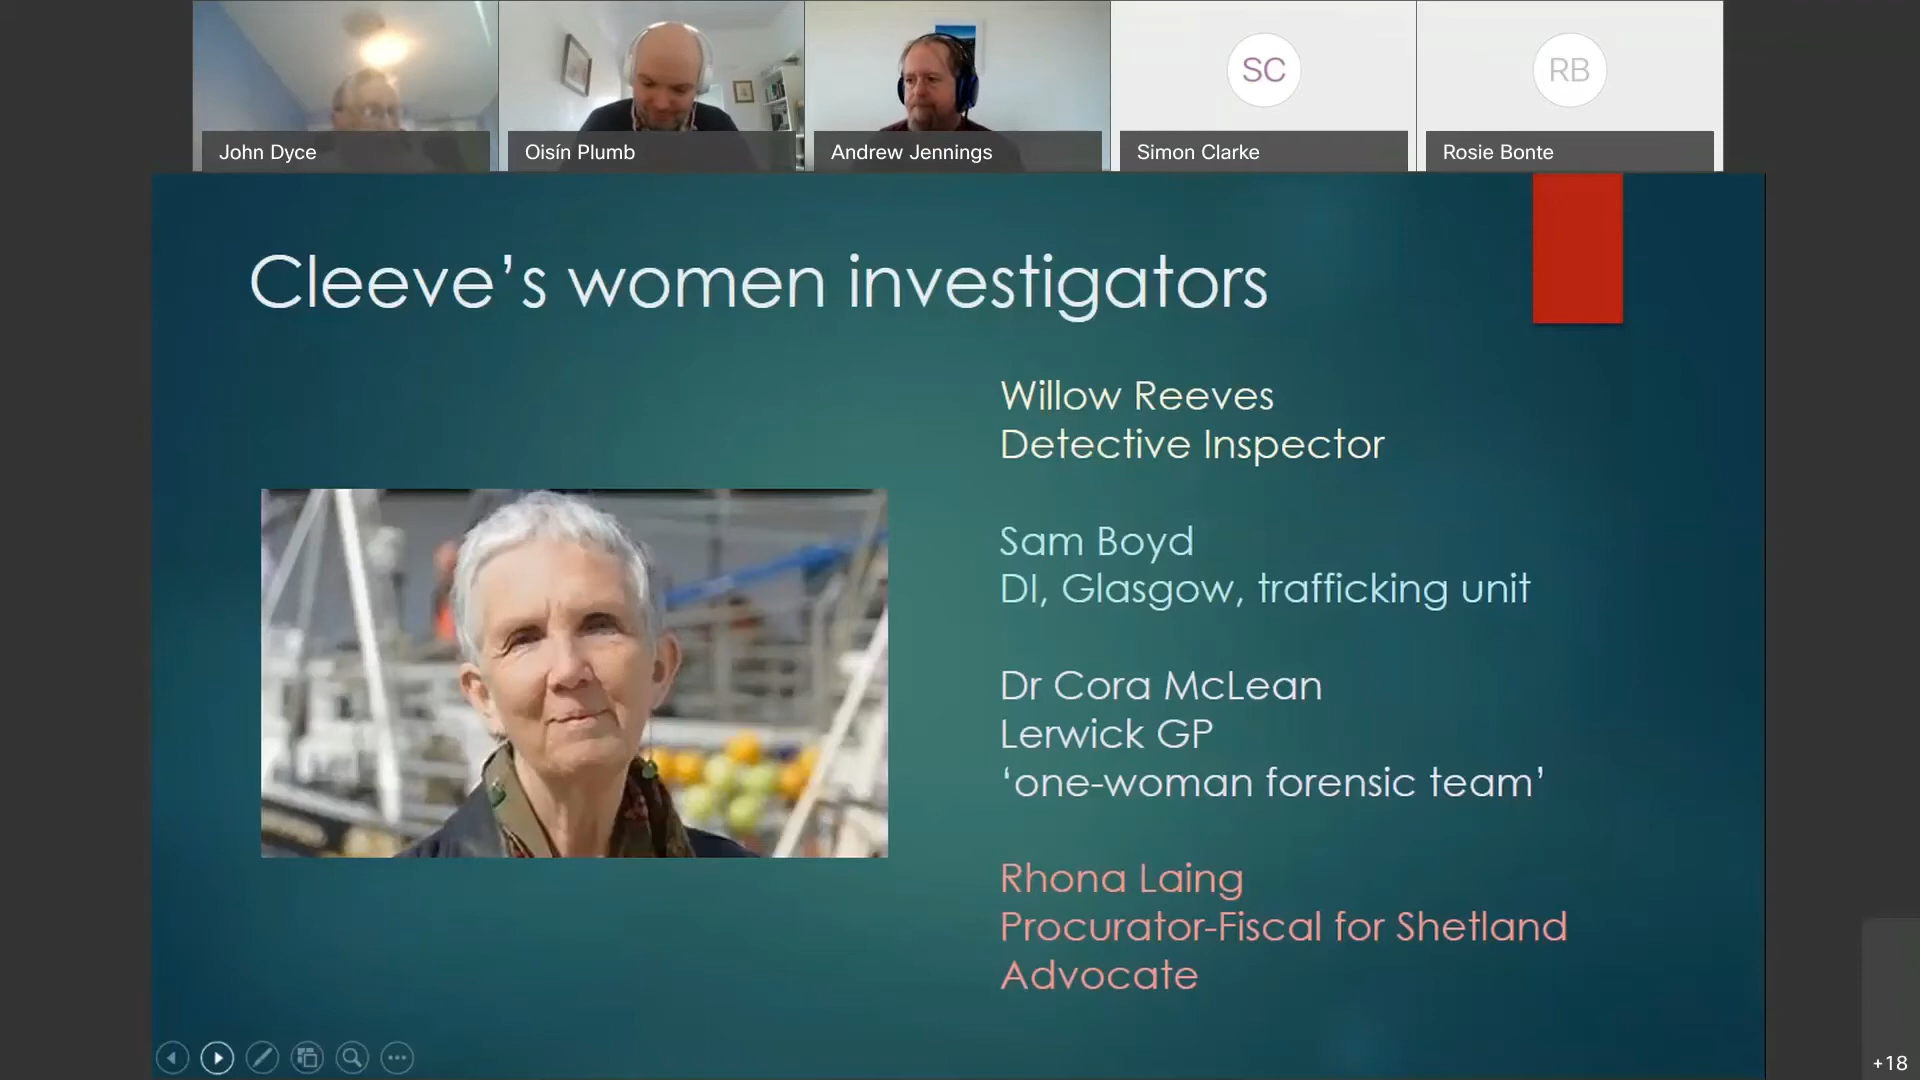 SC
RB
John Dyce
Oisín Plumb
Andrew Jennings
Simon Clarke
Rosie Bonte
Cleeve’s women investigators
Willow Reeves
Detective Inspector
Sam Boyd
DI, Glasgow, trafficking unit
Dr Cora McLean
Lerwick GP
‘one-woman forensic team’
Rhona Laing
Procurator-Fiscal for Shetland
Advocate
+18